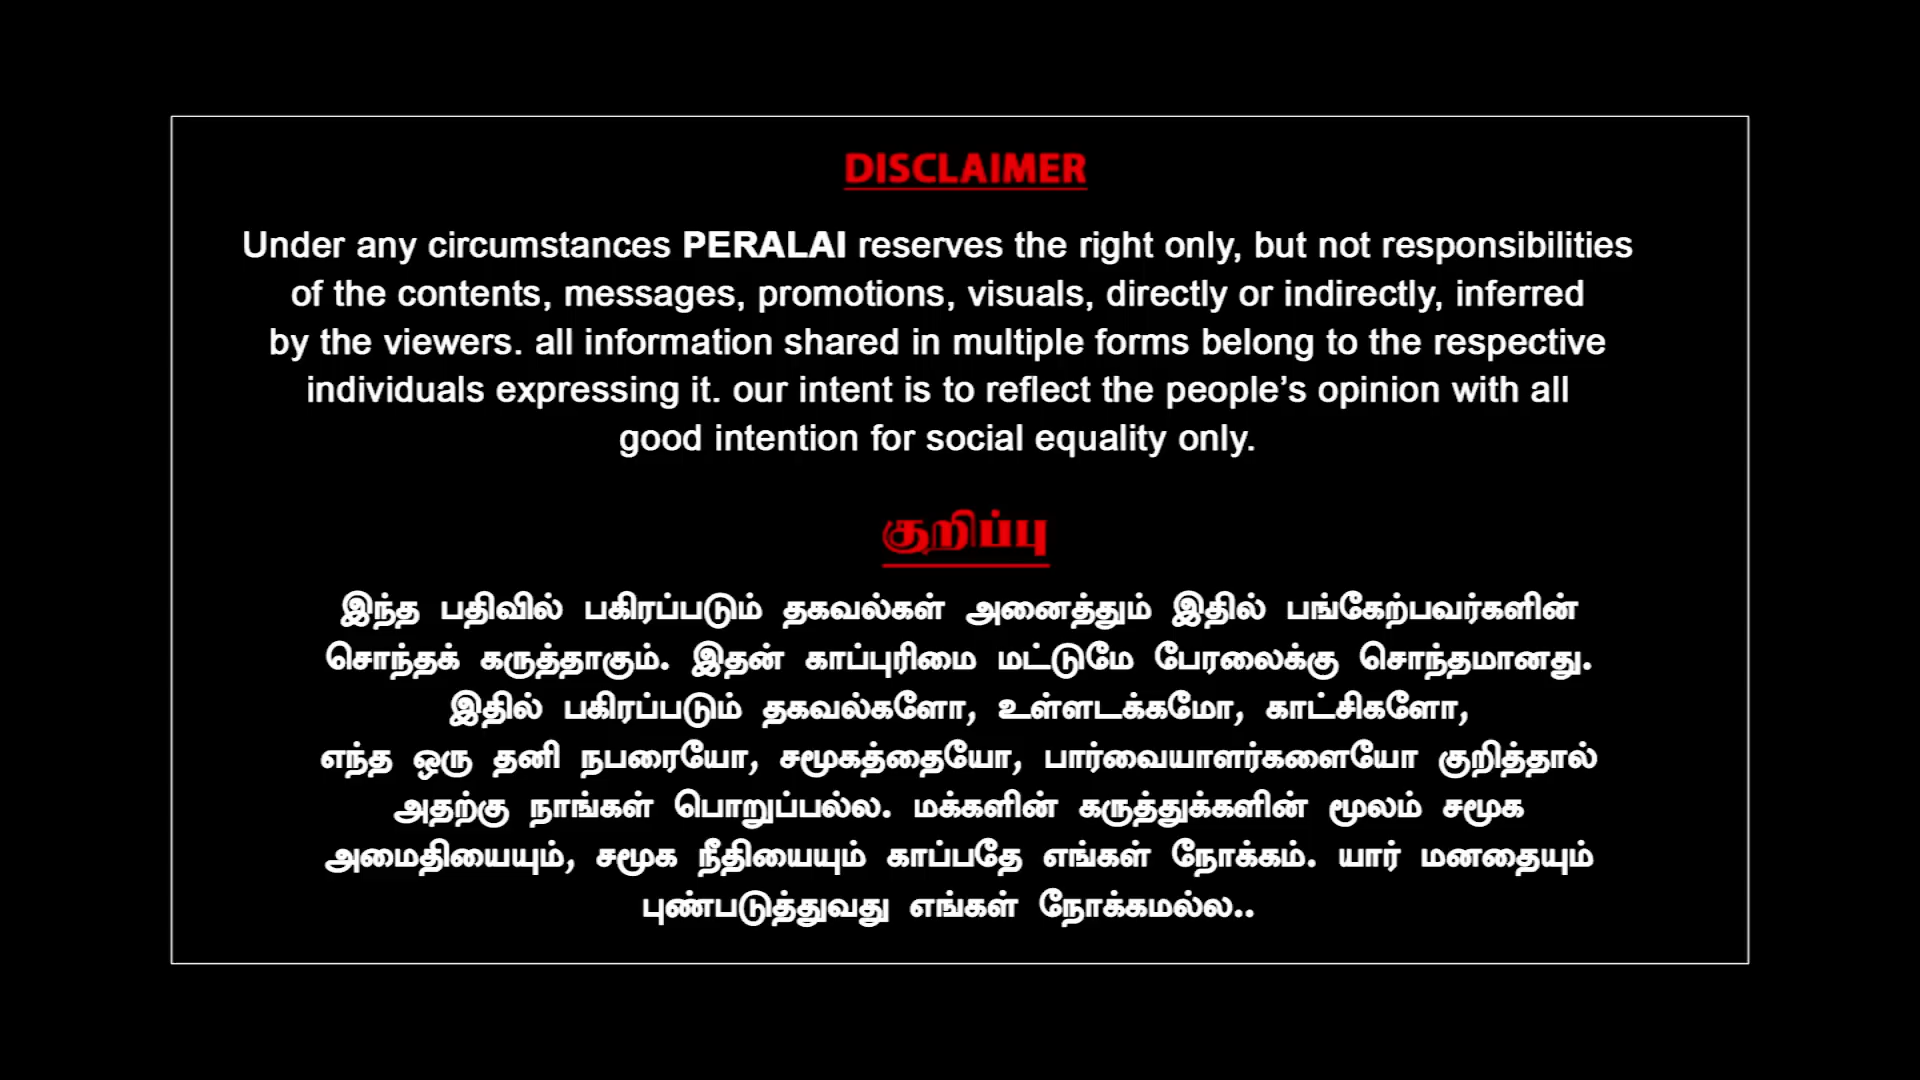 DISCLAIMER
Under any circumstances PERALAI reserves the right only, but not responsibilities
of the contents, messages, promotions, visuals, directly or indirectly, inferred
by the viewers. all information shared in multiple forms belong to the respective
individuals expressing it. our intent is to reflect the people’s opinion with all
good intention for social equality only.
குறிப்பு
இந்த பதிவில் பகிரப்படும் தகவல்கள் அனைத்தும் இதில் பங்கேற்பவர்களின்
சொந்தக் கருத்தாகும். இதன் காப்புரிமை மட்டுமே பேரலைக்கு சொந்தமானது.
இதில் பகிரப்படும் தகவல்களோ, உள்ளடக்கமோ, காட்சிகளோ,
எந்த ஒரு தனி நபரையோ, சமூகத்தையோ, பார்வையாளர்களையோ குறித்தால்
அதற்கு நாங்கள் பொறுப்பல்ல. மக்களின் கருத்துக்களின் மூலம் சமூக
அமைதியையும், சமூக நீதியையும் காப்பதே எங்கள் நோக்கம். யார் மனதையும்
புண்படுத்துவது எங்கள் நோக்கமல்ல..